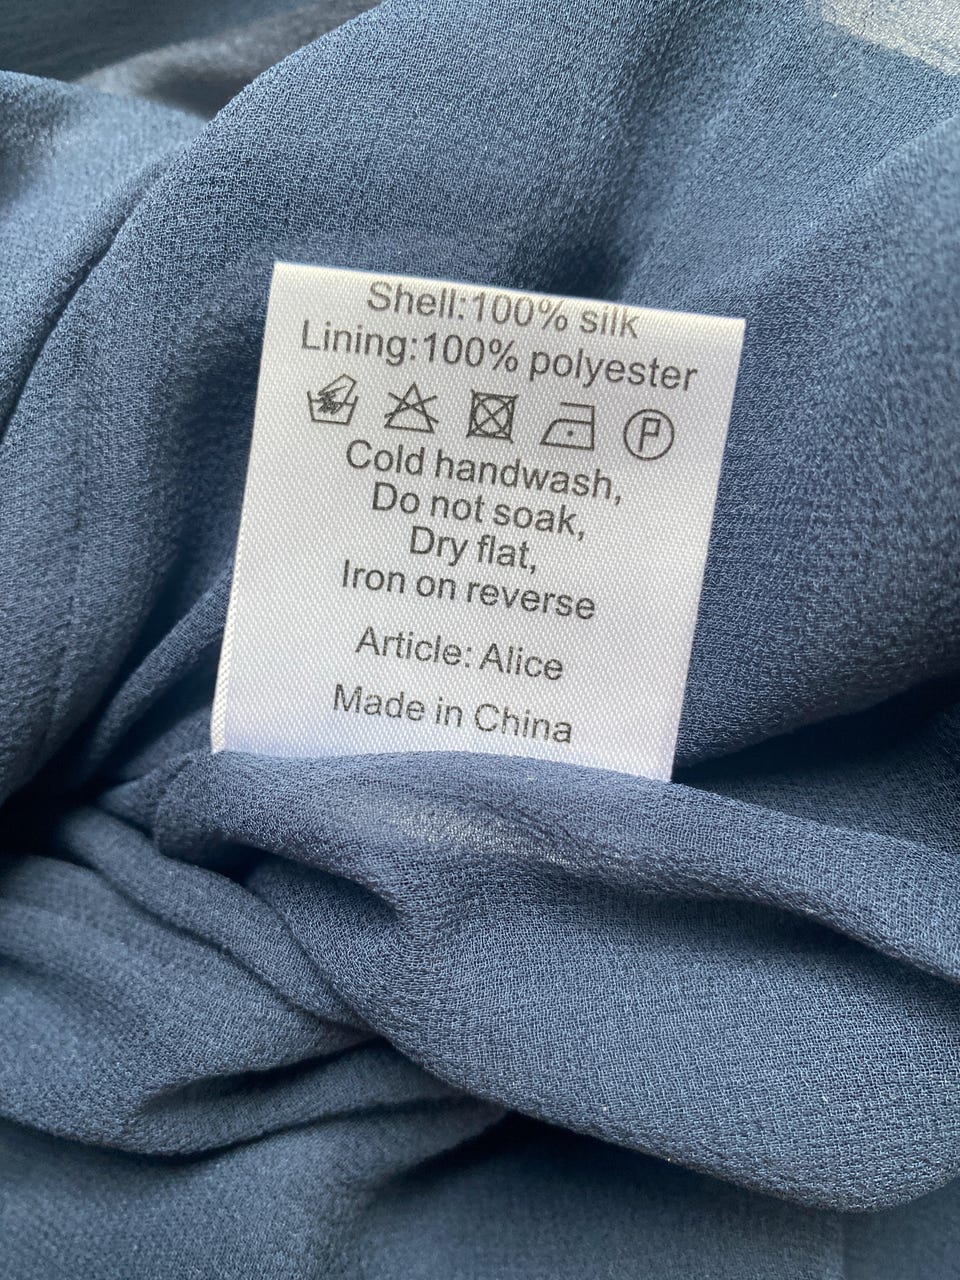 Shell:100% silk
Lining:100% polyester
P
Cold handwash,
Do not soak,
Dry flat,
Iron on reverse
Article: Alice
Made in China